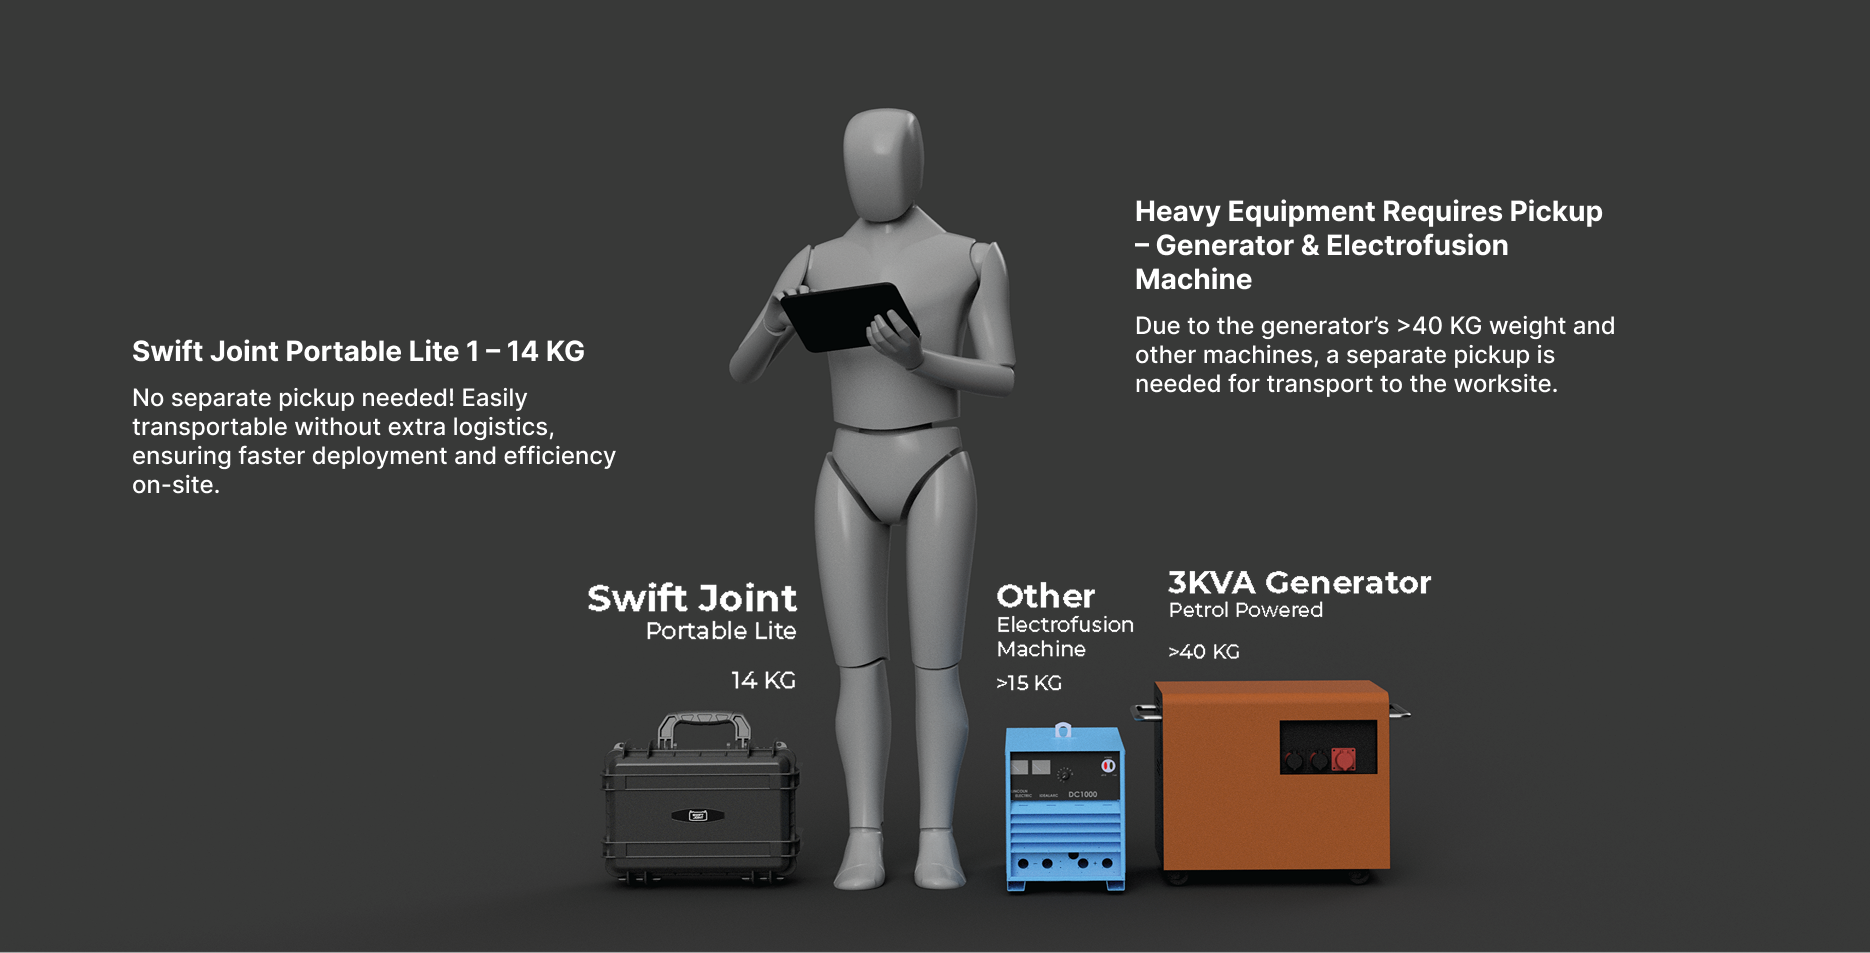 Heavy Equipment Requires Pickup
– Generator & Electrofusion
Machine
Due to the generator’s >40 KG weight and
other machines, a separate pickup is
needed for transport to the worksite.
Swift Joint Portable Lite 1 – 14 KG
No separate pickup needed! Easily
transportable without extra logistics,
ensuring faster deployment and efficiency
on-site.
Swift Joint
Portable Lite
14 KG
Other
Electrofusion
Machine
>15 KG
3KVA Generator
Petrol Powered
>40 KG
LINCOLN
ELECTRIC
IDEALARC
DC1000